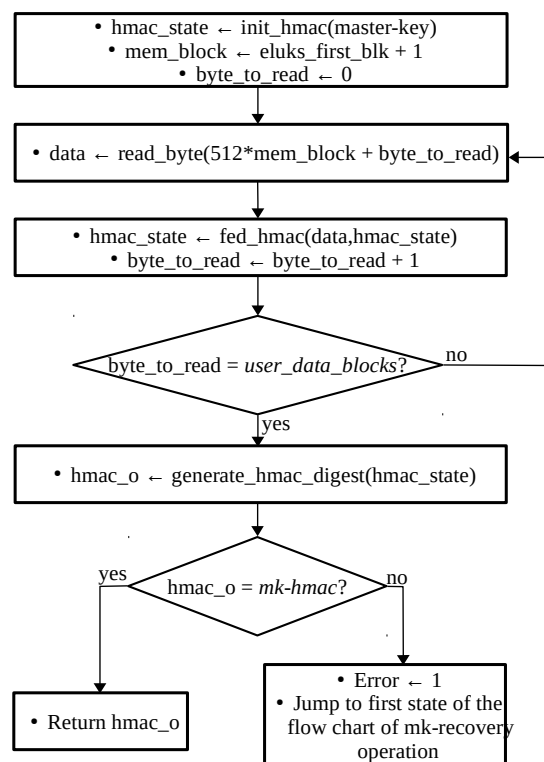 • hmac_state ← init_hmac(master-key)
• mem_block ← eluks_first_blk + 1
• byte_to_read ← 0
• data ← read_byte(512*mem_block + byte_to_read)
• hmac_state ← fed_hmac(data,hmac_state)
• byte_to_read ← byte_to_read + 1
byte_to_read = user_data_blocks?
no
yes
• hmac_o ← generate_hmac_digest(hmac_state)
hmac_o = mk-hmac?
yes
no
• Return hmac_o
• Error ← 1
• Jump to first state of the
flow chart of mk-recovery
operation